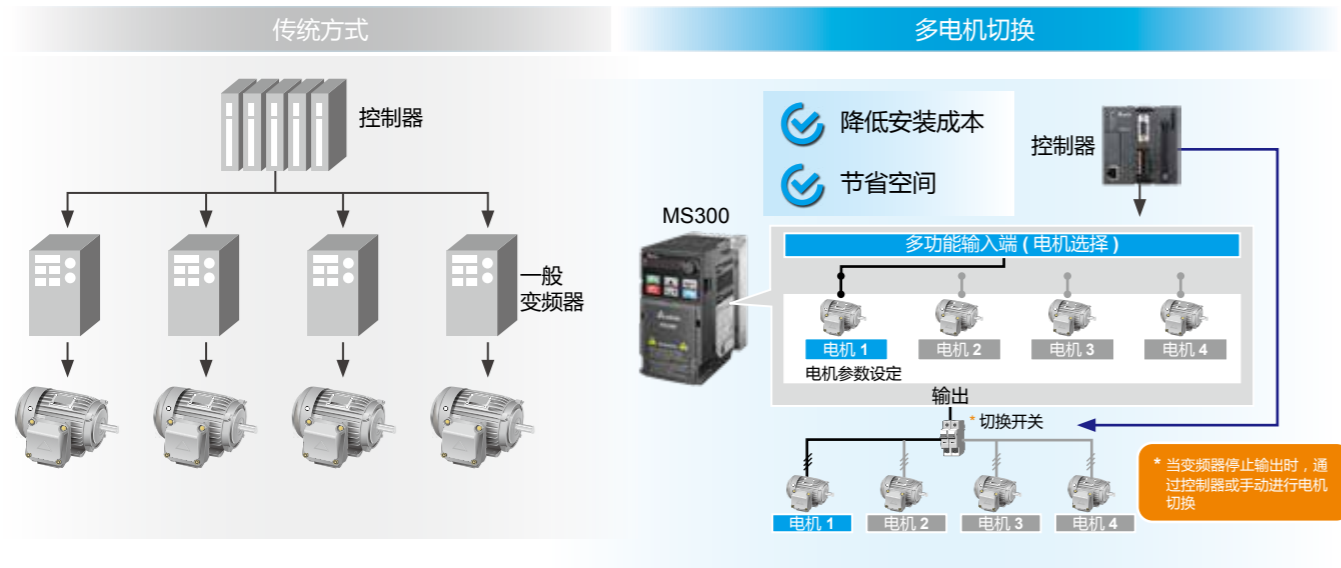 传统方式
控制器
一般
变频器
多电机切换
降低安装成本
节省空间
控制器
MS300
多功能输入端 ( 电机选择 )
电机 1
电机 2
电机 3
电机 4
电机参数设定
输出
* 切换开关
* 当变频器停止输出时，通
过控制器或手动进行电机
切换
电机 1
电机 2
电机 3
电机 4